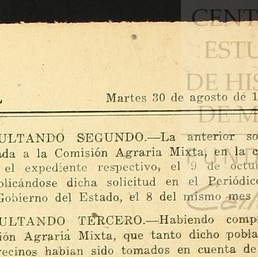 CENT
ESTU
DE HIS
DE M
Martes 30 de agosto de 1
ULTANDO SEGUNDO.—La anterior so
ada a la Comisión Agraria Mixta, en la c
el expediente respectivo, el 9 de octu
olicándose dicha solicitud en el Periódic
Gobierno del Estado, el 8 del mismo mes
ULTANDO TERCERO.—Habiendo comp
ión Agraria Mixta, que tanto dicho pobla
vecinos habían sido tomados en cuenta de